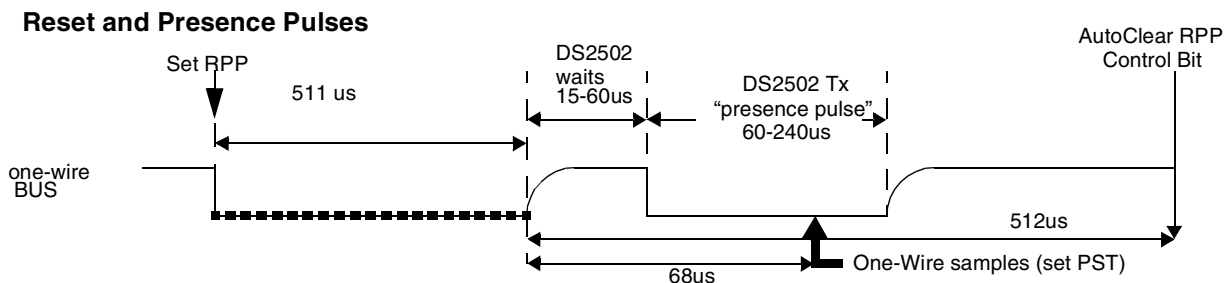 Reset and Presence Pulses
Set RPP
511 us
DS2502
waits
15-60us
DS2502 Tx
“presence pulse”
60-240us
AutoClear RPP
Control Bit
one-wire
BUS
512us
68us
One-Wire samples (set PST)